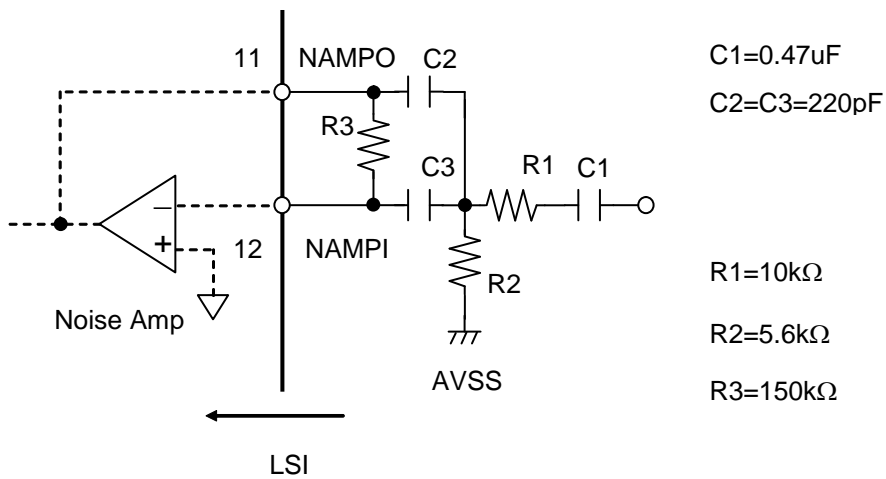 11
NAMPO
C2
C1=0.47uF
C2=C3=220pF
R3
C3
R1
C1
−
+
12
NAMPI
R2
R1=10kΩ
Noise Amp
R2=5.6kΩ
AVSS
R3=150kΩ
LSI